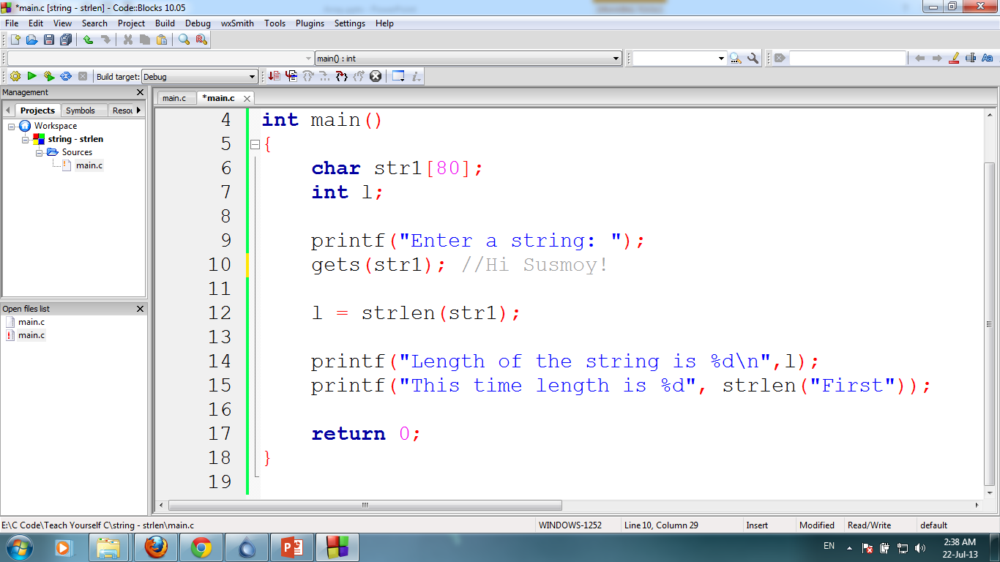 *main.c [string - strlen] - Code::Blocks 10.05
File Edit View Search Project Build Debug wxSmith Tools Plugins Settings Help
main() : int
Build target: Debug
Management
Projects Symbols Resou
Workspace
string - strlen
Sources
main.c
Open files list
main.c
main.c
main.c *main.c
4 int main()
5 {
6 char str1[80];
7 int l;
8
9 printf("Enter a string: ");
10 gets(str1); //Hi Susmoy!
11
12 l = strlen(str1);
13
14 printf("Length of the string is %d\n",l);
15 printf("This time length is %d", strlen("First"));
16
17 return 0;
18 }
19
E:\C Code\Teach Yourself C\string - strlen\main.c WINDOWS-1252 Line 10, Column 29 Insert Modified Read/Write default
EN 2:38 AM
22-Jul-13